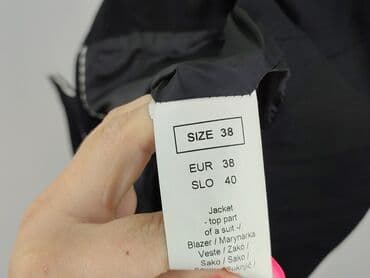 SIZE 38
EUR 38
SLO 40
Jacket
- top part
of a suit -/
Blazer / Marynarka
Veste / Zako /
Sako / Sako /